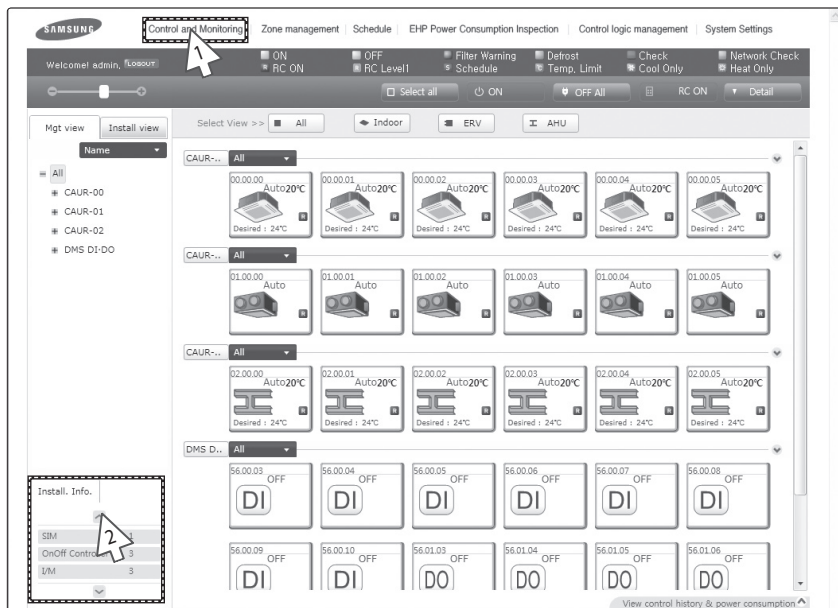 SAMSUNG
Control and Monitoring Zone management Schedule EHP Power Consumption Inspection Control logic management System Settings
1
Welcome! admin, LOGOUT
ON OFF Filter Warning Defrost Check Network Check
RC ON RC Level1 Schedule Temp. Limit Cool Only Heat Only
Select all ON OFF All RC ON Detail
Mgt view Install view
Name
All
CAUR-00
CAUR-01
CAUR-02
DMS DI-DO
Select View >> All Indoor ERV AHU
CAUR-.. All
00.00.00 00.00.01 00.00.02 00.00.03 00.00.04 00.00.05
Auto20°C Auto20°C Auto20°C Auto20°C Auto20°C Auto20°C
R R R R R R
Desired : 24°C Desired : 24°C Desired : 24°C Desired : 24°C Desired : 24°C Desired : 24°C
CAUR-.. All
01.00.00 01.00.01 01.00.02 01.00.03 01.00.04 01.00.05
Auto Auto Auto Auto Auto Auto
R R R R R R
CAUR-.. All
02.00.00 02.00.01 02.00.02 02.00.03 02.00.04 02.00.05
Auto20°C Auto20°C Auto20°C Auto20°C Auto20°C Auto20°C
R R R R R R
Desired : 24°C Desired : 24°C Desired : 24°C Desired : 24°C Desired : 24°C Desired : 24°C
DMS D.. All
56.00.03 56.00.04 56.00.05 56.00.06 56.00.07 56.00.08
OFF OFF OFF OFF OFF OFF
DI DI DI DI DI DI
56.00.09 56.00.10 56.01.03 56.01.04 56.01.05 56.01.06
OFF OFF OFF OFF OFF OFF
DI DI DO DO DO DO
Install. Info.
2
SIM 1
OnOff 3
I/M 3
View control history & power consumption